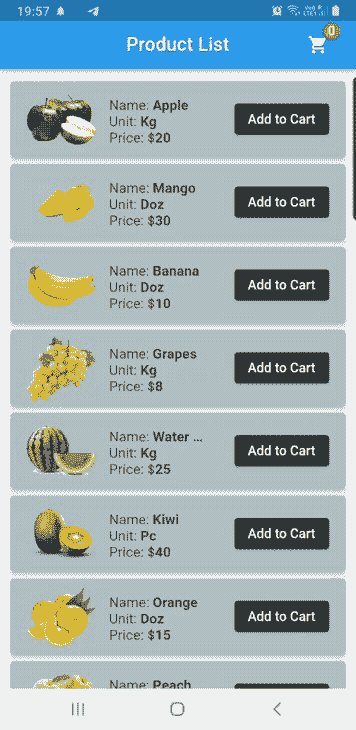 19:57
Product List
0
Name: Apple
Unit: Kg
Price: $20
Add to Cart
Name: Mango
Unit: Doz
Price: $30
Add to Cart
Name: Banana
Unit: Doz
Price: $10
Add to Cart
Name: Grapes
Unit: Kg
Price: $8
Add to Cart
Name: Water ...
Unit: Kg
Price: $25
Add to Cart
Name: Kiwi
Unit: Pc
Price: $40
Add to Cart
Name: Orange
Unit: Doz
Price: $15
Add to Cart
Name: Peach